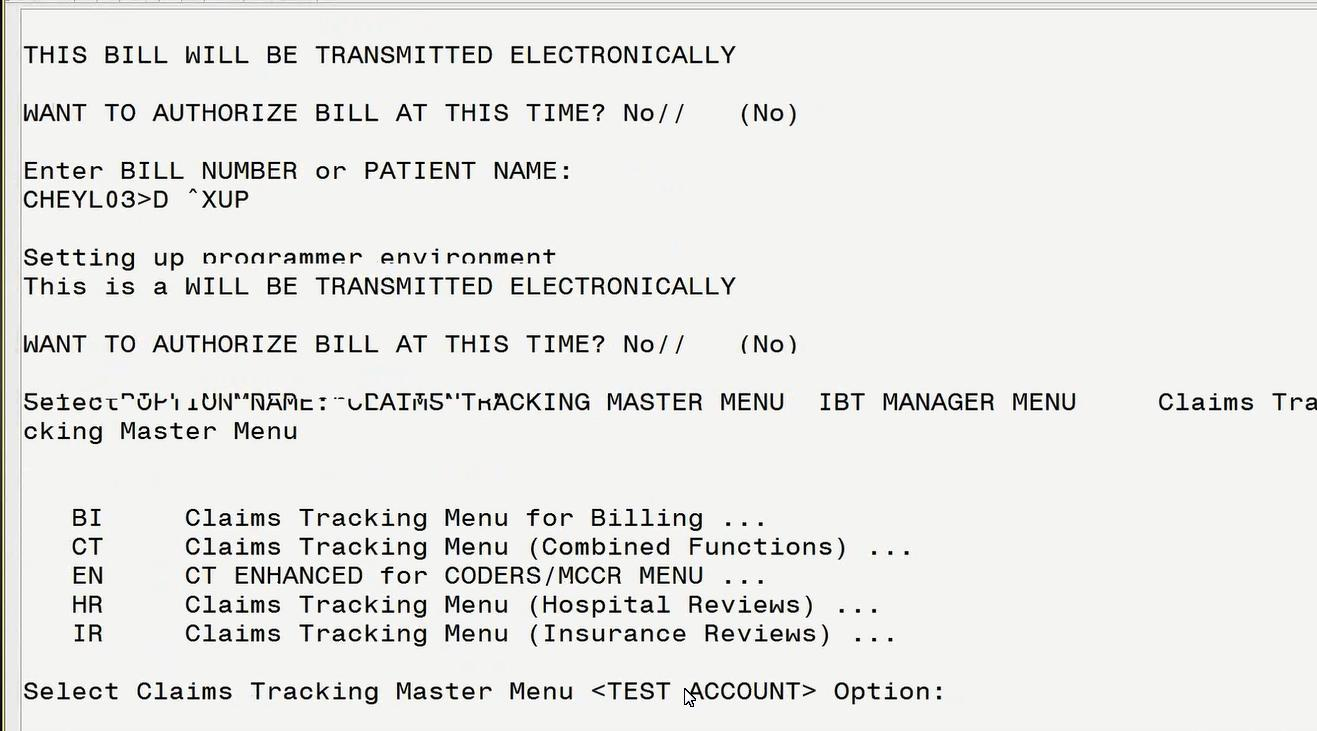 THIS BILL WILL BE TRANSMITTED ELECTRONICALLY
WANT TO AUTHORIZE BILL AT THIS TIME? No// (No)
Enter BILL NUMBER or PATIENT NAME:
CHEYL03>D ^XUP
Setting up programmer environment
This is a WILL BE TRANSMITTED ELECTRONICALLY
WANT TO AUTHORIZE BILL AT THIS TIME? No// (No)
Select OPTION NAME: CLAIMS TRACKING MASTER MENU IBT MANAGER MENU Claims Tra
cking Master Menu
BI Claims Tracking Menu for Billing ...
CT Claims Tracking Menu (Combined Functions) ...
EN CT ENHANCED for CODERS/MCCR MENU ...
HR Claims Tracking Menu (Hospital Reviews) ...
IR Claims Tracking Menu (Insurance Reviews) ...
Select Claims Tracking Master Menu <TEST ACCOUNT> Option: